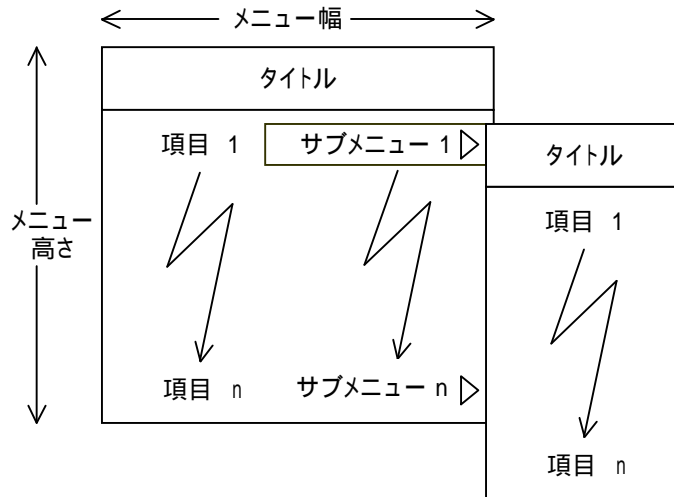 メニュー幅
タイトル
項目 1
サブメニュー 1
タイトル
メニュー
高さ
項目 1
項目 n
サブメニュー n
項目 n